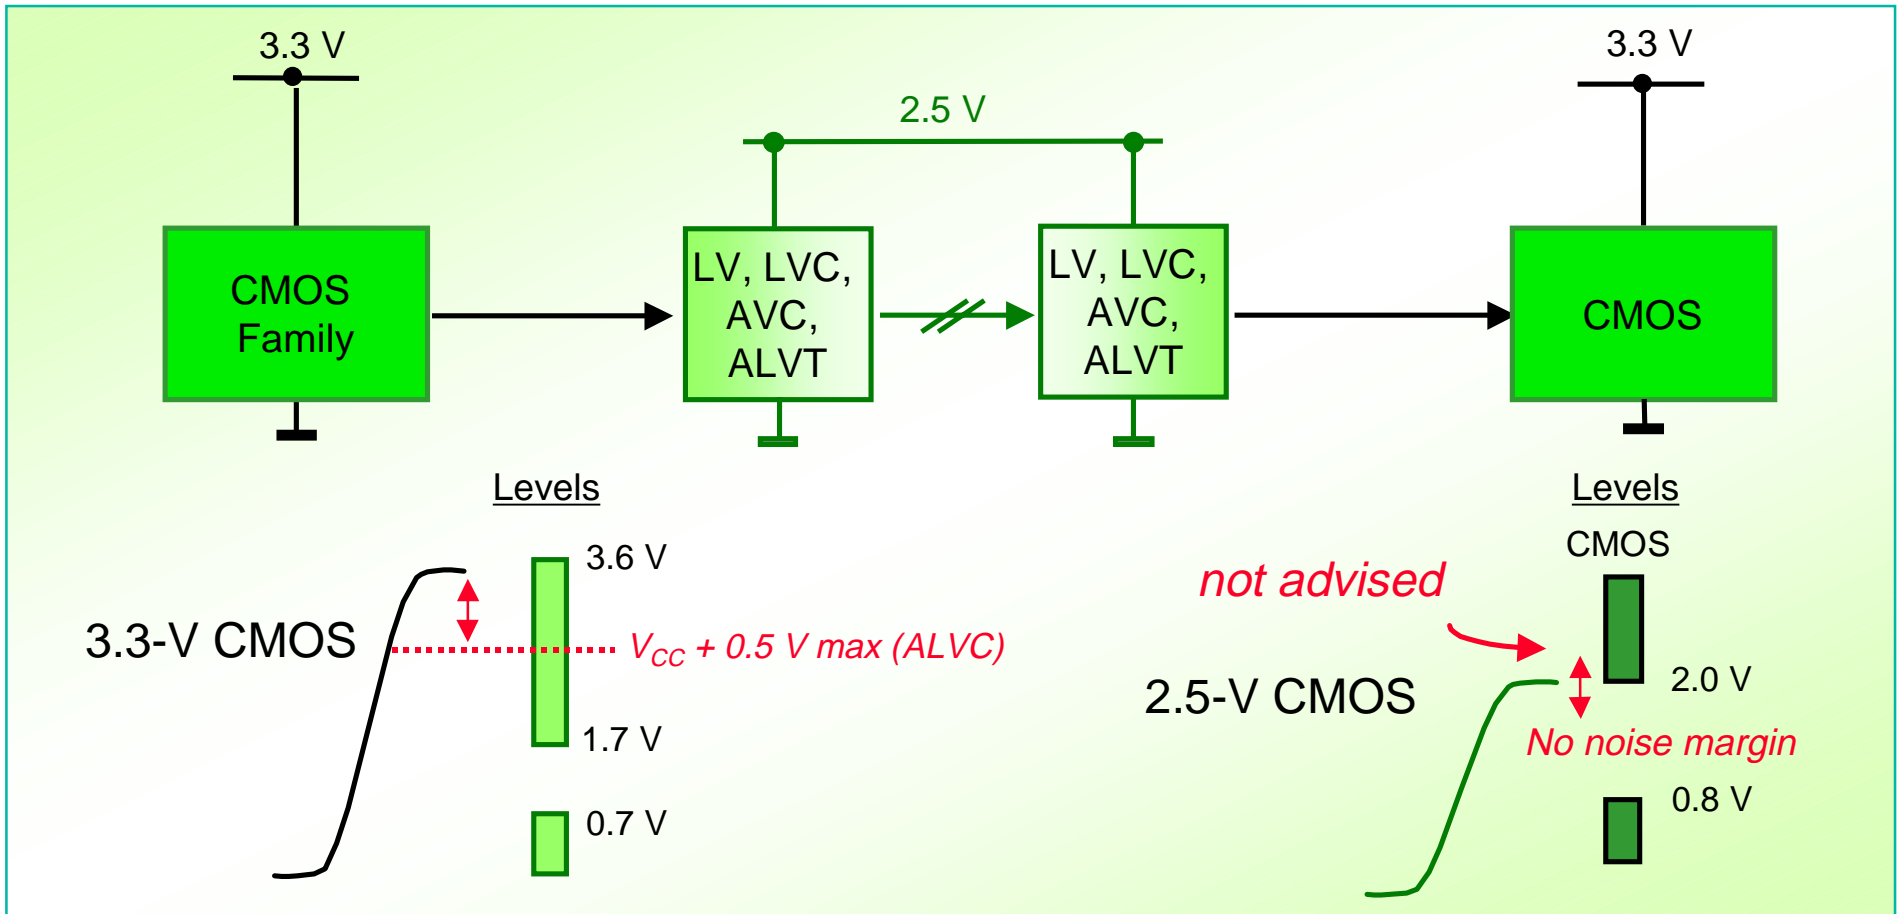 3.3 V
3.3 V
2.5 V
CMOS
Family
LV, LVC,
AVC,
ALVT
LV, LVC,
AVC,
ALVT
CMOS
Levels
3.6 V
3.3-V CMOS
VCC + 0.5 V max (ALVC)
1.7 V
0.7 V
Levels
CMOS
not advised
2.0 V
2.5-V CMOS
No noise margin
0.8 V